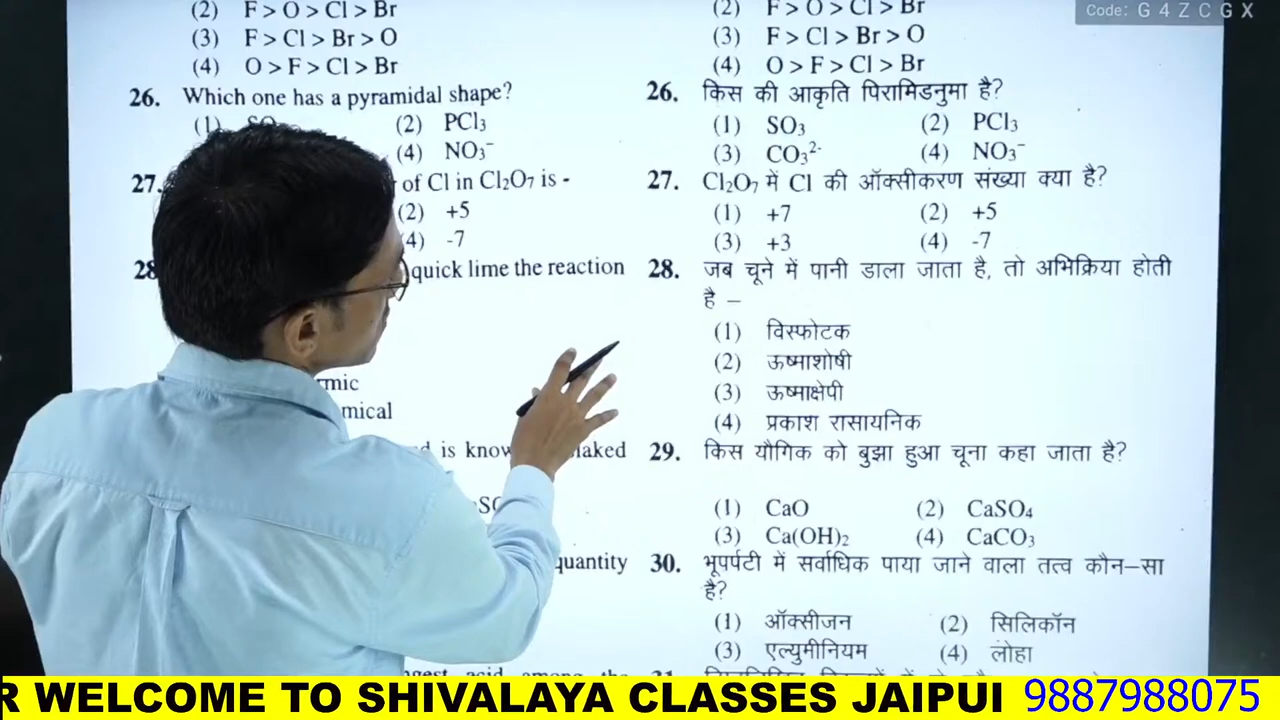 (2) F > O > Cl > Br
(3) F > Cl > Br > O
(4) O > F > Cl > Br
26. Which one has a pyramidal shape?
(2) PCl₃
(4) NO₃⁻
27. of Cl in Cl₂O₇ is -
(2) +5
(4) -7
28 quick lime the reaction
rmic
mical
is know laked
quantity
(2) F > O > Cl > Br
(3) F > Cl > Br > O
(4) O > F > Cl > Br
26. किस की आकृति पिरामिडनुमा है?
(1) SO₃ (2) PCl₃
(3) CO₃²⁻ (4) NO₃⁻
27. Cl₂O₇ में Cl की ऑक्सीकरण संख्या क्या है?
(1) +7 (2) +5
(3) +3 (4) -7
28. जब चूने में पानी डाला जाता है, तो अभिक्रिया होती
है –
(1) विस्फोटक
(2) ऊष्माशोषी
(3) ऊष्माक्षेपी
(4) प्रकाश रासायनिक
29. किस यौगिक को बुझा हुआ चूना कहा जाता है?
(1) CaO (2) CaSO₄
(3) Ca(OH)₂ (4) CaCO₃
30. भूपर्पटी में सर्वाधिक पाया जाने वाला तत्व कौन–सा
है?
(1) ऑक्सीजन (2) सिलिकॉन
(3) एल्युमीनियम (4) लोहा
Code: G4ZCGX
R WELCOME TO SHIVALAYA CLASSES JAIPUI 9887988075